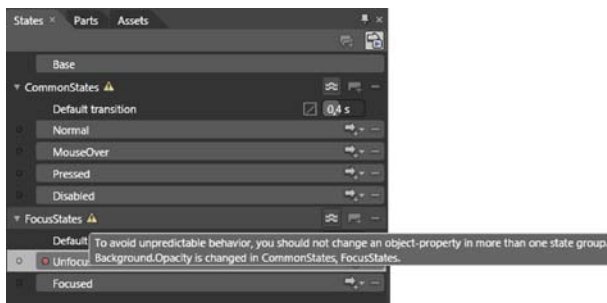 States × Parts Assets
Base
CommonStates
Default transition 0,4 s
Normal
MouseOver
Pressed
Disabled
FocusStates
Default
To avoid unpredictable behavior, you should not change an object-property in more than one state group.
Unfocu
Background.Opacity is changed in CommonStates, FocusStates.
Focused